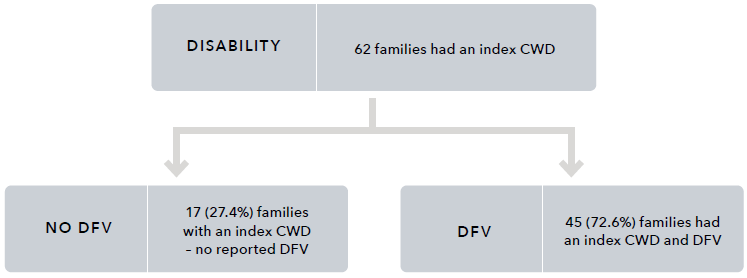 DISABILITY
62 families had an index CWD
NO DFV
17 (27.4%) families
with an index CWD
– no reported DFV
DFV
45 (72.6%) families had
an index CWD and DFV